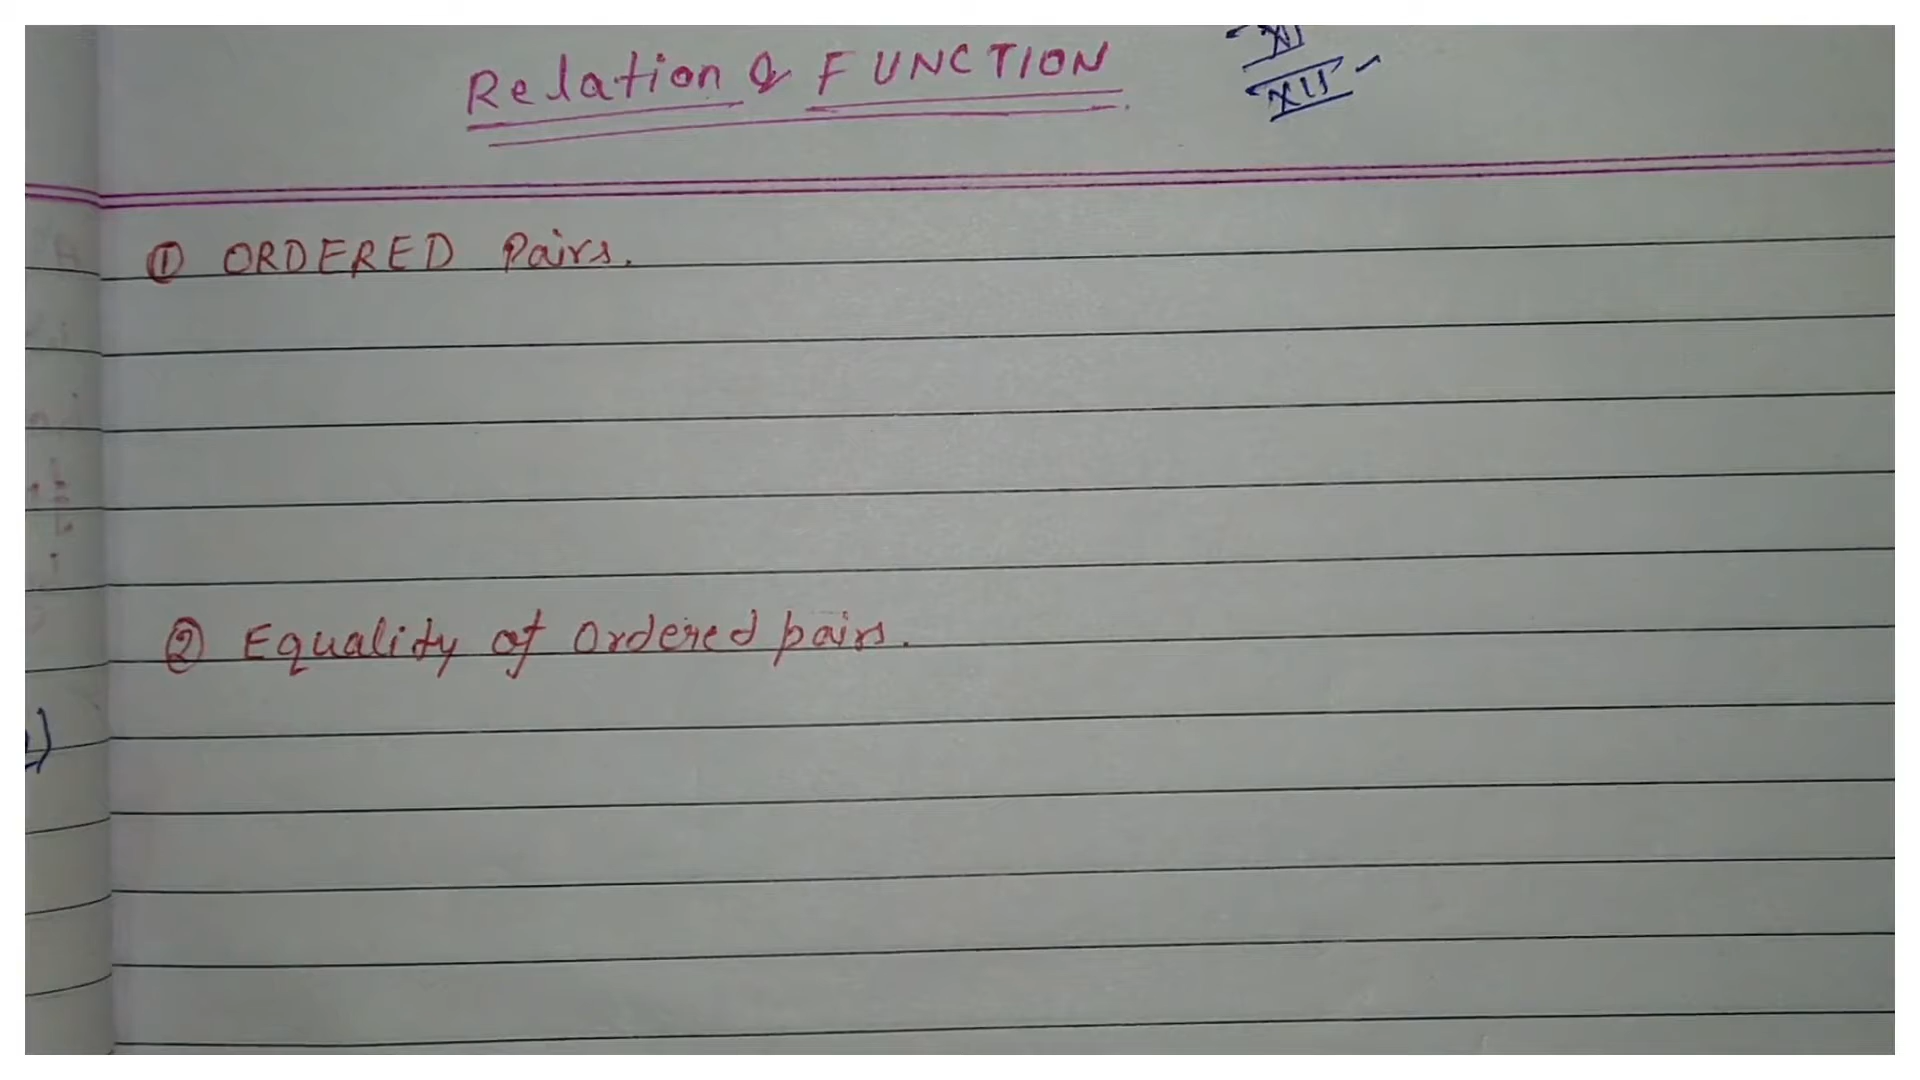 Relation & FUNCTION
XI
XII
① ORDERED Pairs.
② Equality of Ordered pairs.